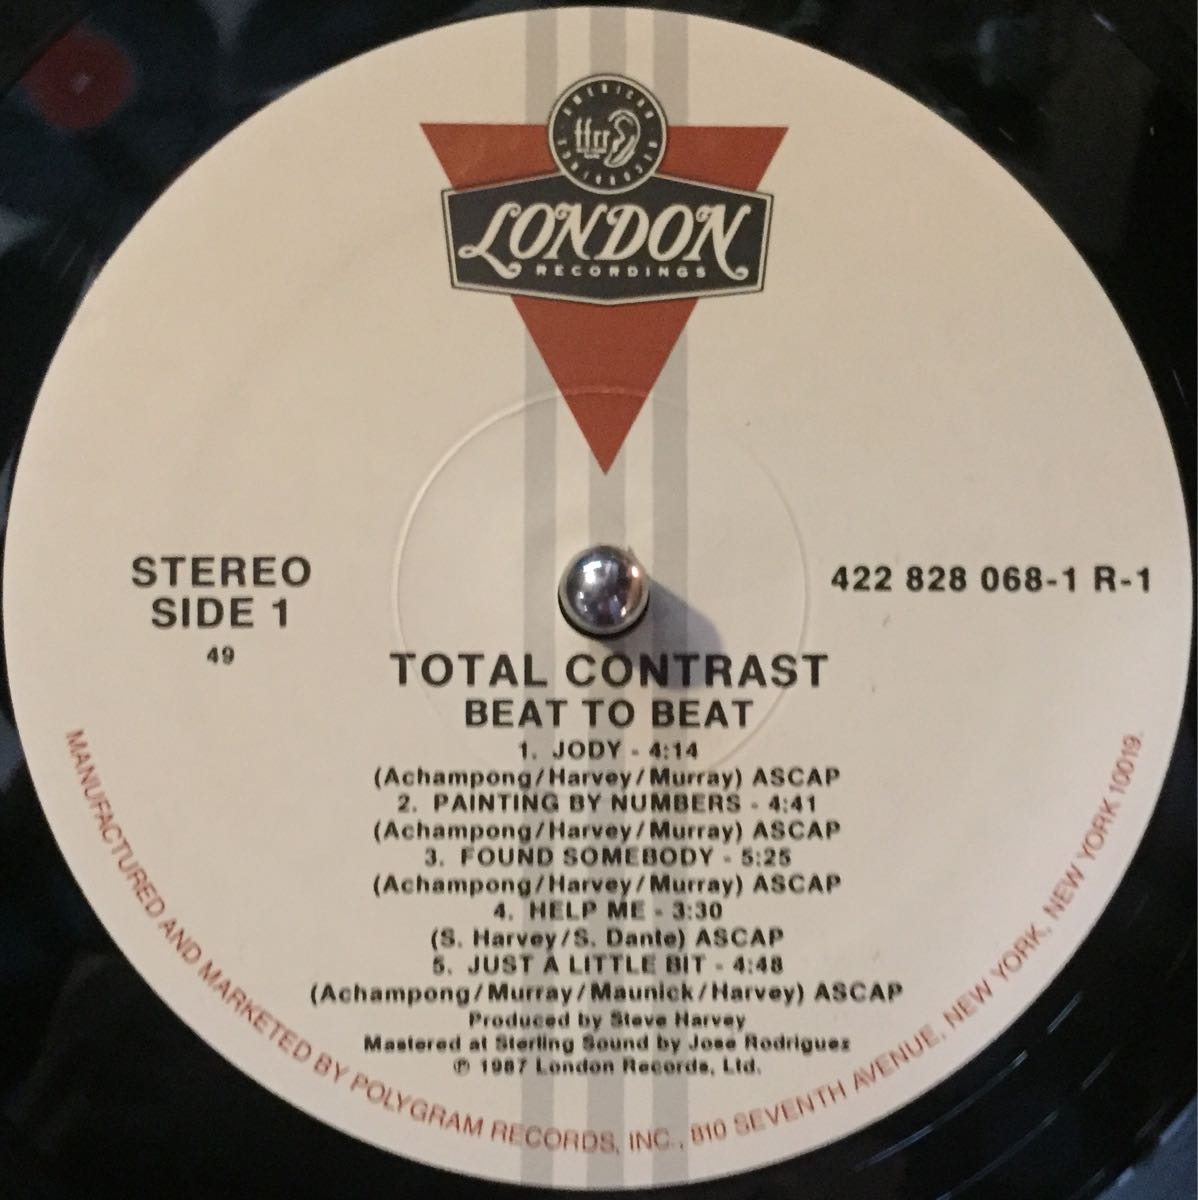 AMERICAN
ffrr
RECORDINGS
LONDON
RECORDINGS
STEREO
SIDE 1
49
422 828 068-1 R-1
TOTAL CONTRAST
BEAT TO BEAT
1. JODY - 4:14
(Achampong/Harvey/Murray) ASCAP
2. PAINTING BY NUMBERS - 4:41
(Achampong/Harvey/Murray) ASCAP
3. FOUND SOMEBODY - 5:25
(Achampong/Harvey/Murray) ASCAP
4. HELP ME - 3:30
(S. Harvey/S. Dante) ASCAP
5. JUST A LITTLE BIT - 4:48
(Achampong/Murray/Maunick/Harvey) ASCAP
Produced by Steve Harvey
Mastered at Sterling Sound by Jose Rodriguez
℗ 1987 London Records, Ltd.
MANUFACTURED AND MARKETED BY POLYGRAM RECORDS, INC., 810 SEVENTH AVENUE, NEW YORK, NEW YORK 10019.